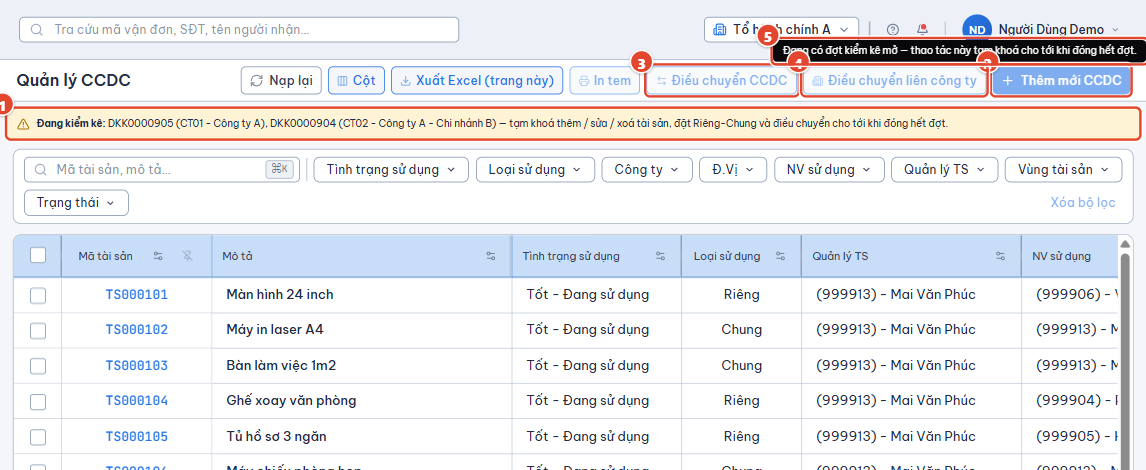 Tra cứu mã vận đơn, SĐT, tên người nhận...
chính A
ND
Người Dùng Demo
5
Đang có đợt kiểm kê mở — thao tác này tạm khoá cho tới khi đóng hết đợt.
Quản lý CCDC
Nạp lại
Cột
Xuất Excel (trang này)
In tem
3
Điều chuyển CCDC
4
Điều chuyển liên công ty
Thêm mới CCDC
1
Đang kiểm kê: DKK0000905 (CT01 - Công ty A), DKK0000904 (CT02 - Công ty A - Chi nhánh B) — tạm khoá thêm / sửa / xoá tài sản, đặt Riêng-Chung và điều chuyển cho tới khi đóng hết đợt.
Mã tài sản, mô tả...
⌘K
Tình trạng sử dụng
Loại sử dụng
Công ty
Đ.Vị
NV sử dụng
Quản lý TS
Vùng tài sản
Trạng thái
Xóa bộ lọc
Mã tài sản
Mô tả
Tình trạng sử dụng
Loại sử dụng
Quản lý TS
NV sử dụng
TS000101
Màn hình 24 inch
Tốt - Đang sử dụng
Riêng
(999913) - Mai Văn Phúc
(999906) -
TS000102
Máy in laser A4
Tốt - Đang sử dụng
Chung
(999913) - Mai Văn Phúc
(999913) -
TS000103
Bàn làm việc 1m2
Tốt - Đang sử dụng
Chung
(999913) - Mai Văn Phúc
(999913) -
TS000104
Ghế xoay văn phòng
Tốt - Đang sử dụng
Riêng
(999913) - Mai Văn Phúc
(999904) -
TS000105
Tủ hồ sơ 3 ngăn
Tốt - Đang sử dụng
Riêng
(999913) - Mai Văn Phúc
(999905) -